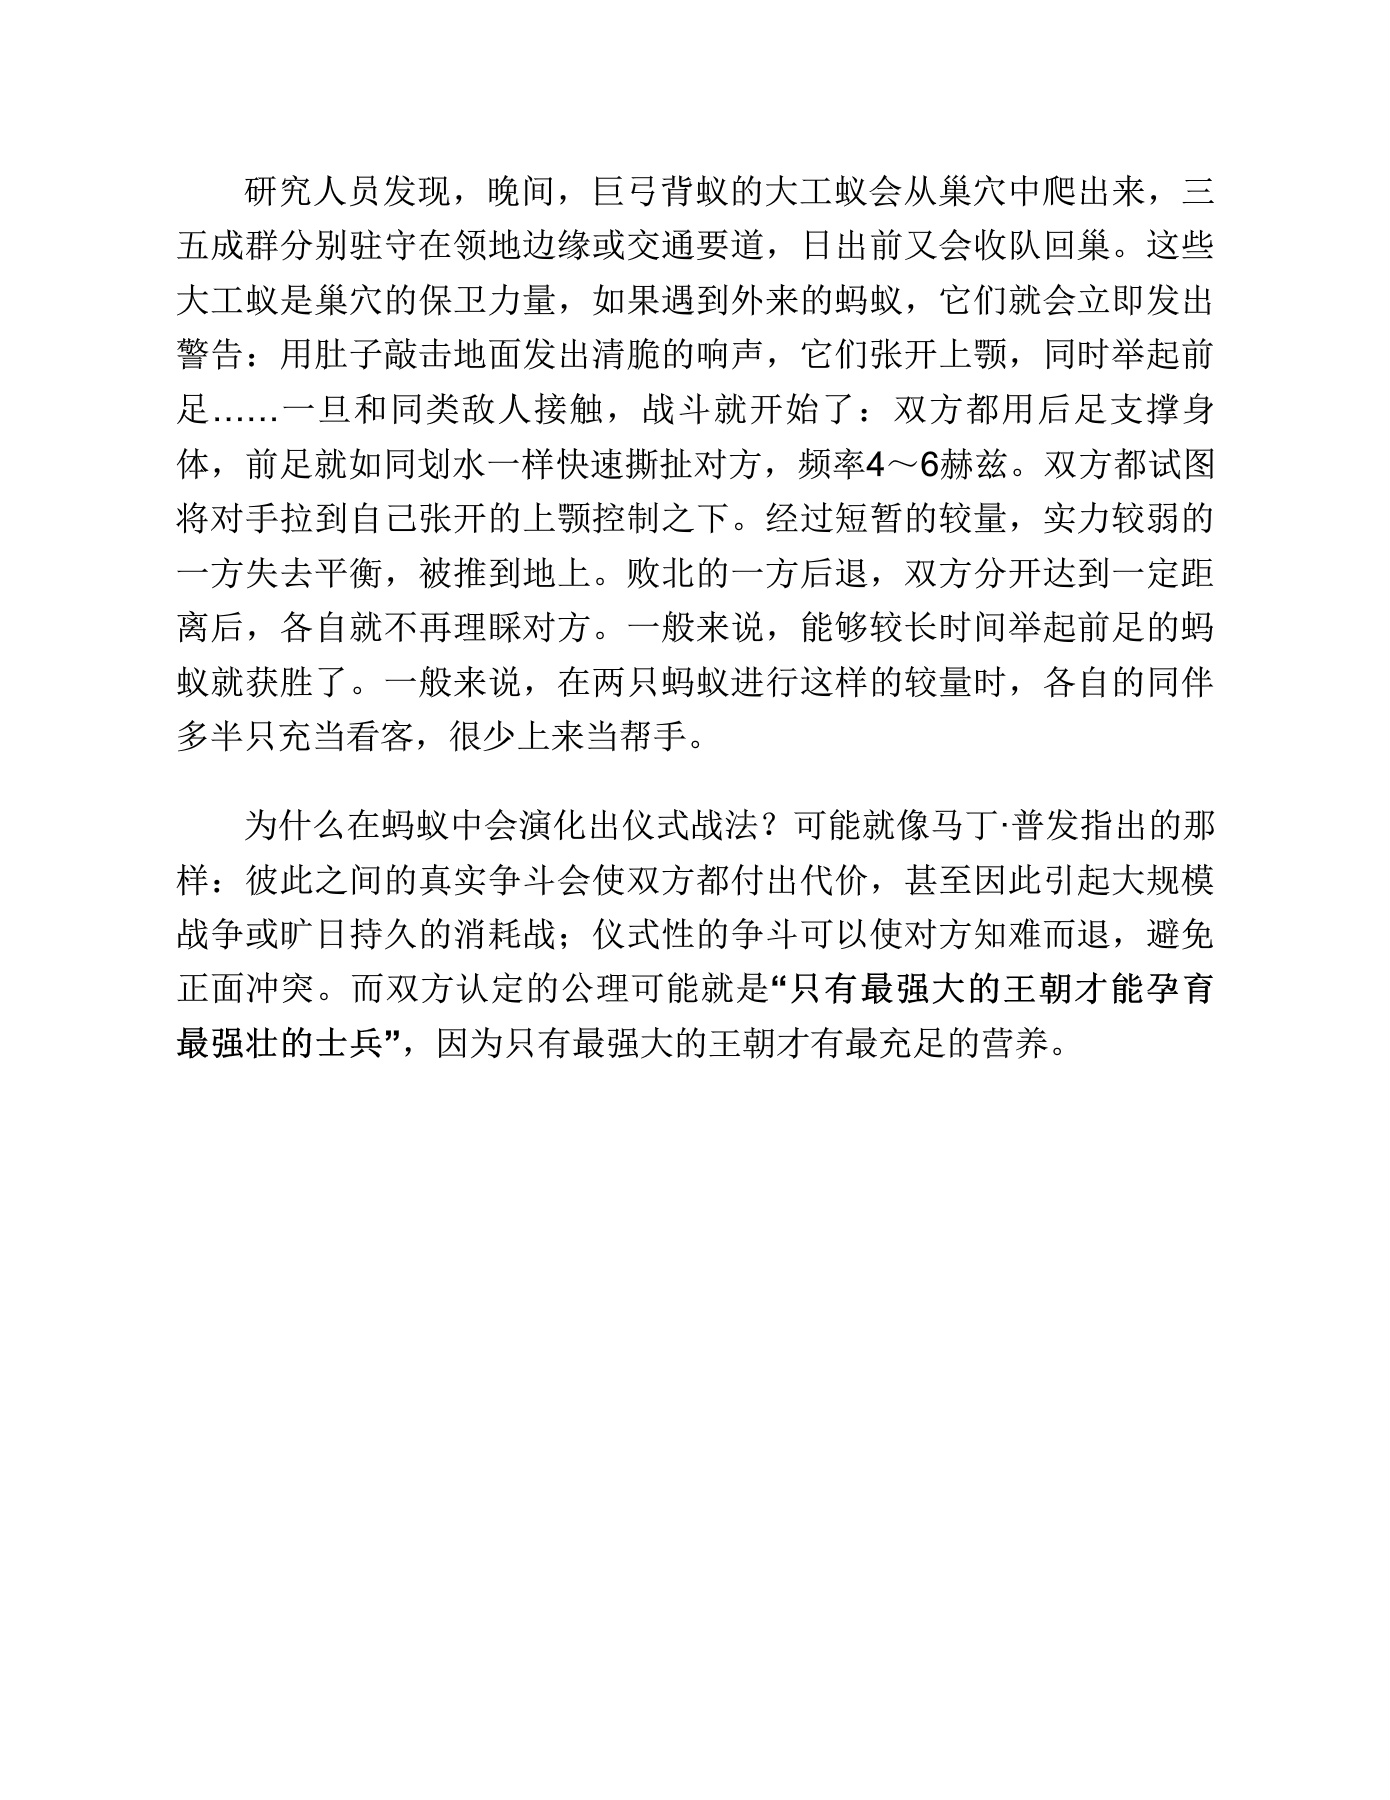 研究人员发现，晚间，巨弓背蚁的大工蚁会从巢穴中爬出来，三
五成群分别驻守在领地边缘或交通要道，日出前又会收队回巢。这些
大工蚁是巢穴的保卫力量，如果遇到外来的蚂蚁，它们就会立即发出
警告：用肚子敲击地面发出清脆的响声，它们张开上颚，同时举起前
足……一旦和同类敌人接触，战斗就开始了：双方都用后足支撑身
体，前足就如同划水一样快速撕扯对方，频率4～6赫兹。双方都试图
将对手拉到自己张开的上颚控制之下。经过短暂的较量，实力较弱的
一方失去平衡，被推到地上。败北的一方后退，双方分开达到一定距
离后，各自就不再理睬对方。一般来说，能够较长时间举起前足的蚂
蚁就获胜了。一般来说，在两只蚂蚁进行这样的较量时，各自的同伴
多半只充当看客，很少上来当帮手。
为什么在蚂蚁中会演化出仪式战法？可能就像马丁·普发指出的那
样：彼此之间的真实争斗会使双方都付出代价，甚至因此引起大规模
战争或旷日持久的消耗战；仪式性的争斗可以使对方知难而退，避免
正面冲突。而双方认定的公理可能就是“只有最强大的王朝才能孕育
最强壮的士兵”，因为只有最强大的王朝才有最充足的营养。